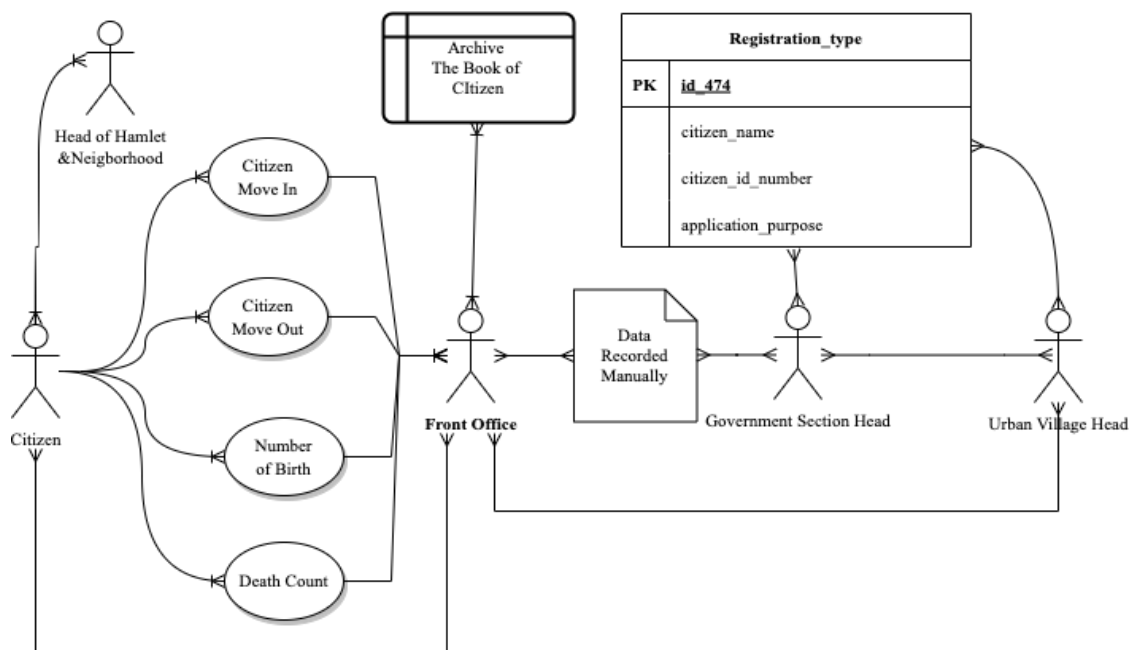 Head of Hamlet
&Neigborhood
Archive
The Book of
CItizen
Registration_type
PK id_474
citizen_name
citizen_id_number
application_purpose
Citizen
Move In
Citizen
Move Out
Number
of Birth
Death Count
Citizen
Front Office
Data
Recorded
Manually
Government Section Head
Urban Village Head